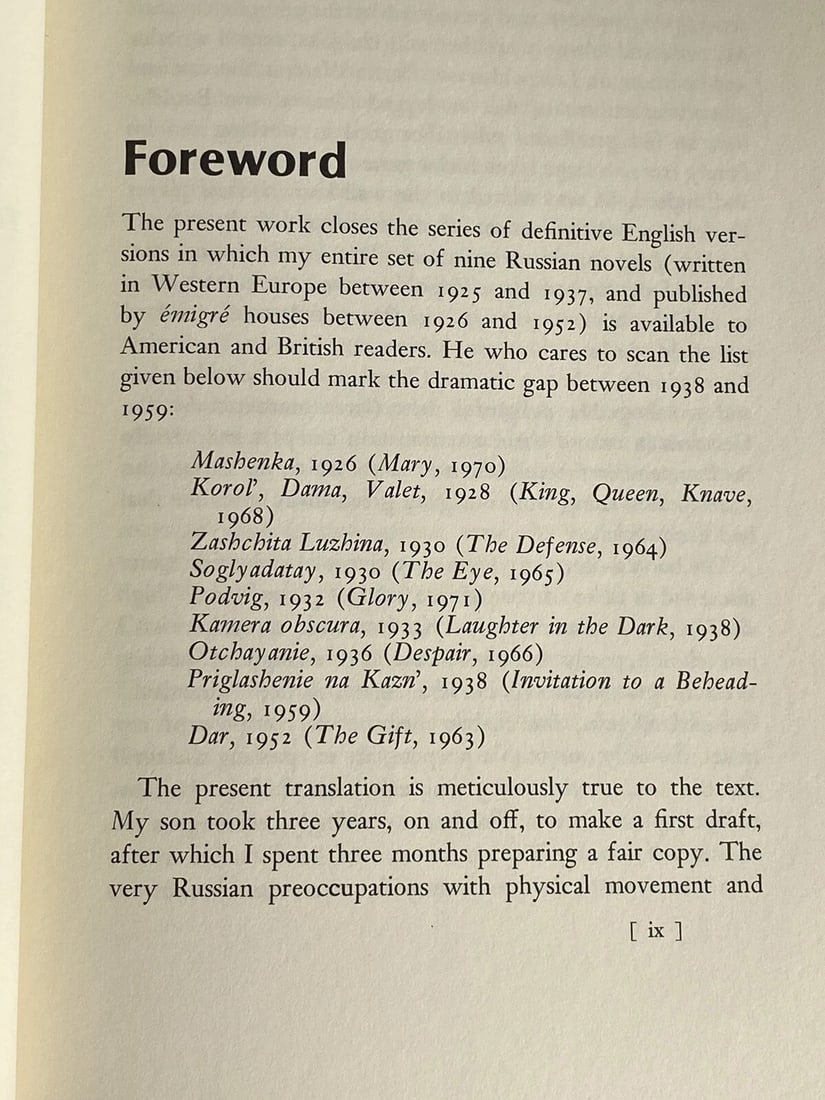 Foreword
The present work closes the series of definitive English ver-
sions in which my entire set of nine Russian novels (written
in Western Europe between 1925 and 1937, and published
by émigré houses between 1926 and 1952) is available to
American and British readers. He who cares to scan the list
given below should mark the dramatic gap between 1938 and
1959:
Mashenka, 1926 (Mary, 1970)
Korol', Dama, Valet, 1928 (King, Queen, Knave,
1968)
Zashchita Luzhina, 1930 (The Defense, 1964)
Soglyadatay, 1930 (The Eye, 1965)
Podvig, 1932 (Glory, 1971)
Kamera obscura, 1933 (Laughter in the Dark, 1938)
Otchayanie, 1936 (Despair, 1966)
Priglashenie na Kazn', 1938 (Invitation to a Behead-
ing, 1959)
Dar, 1952 (The Gift, 1963)
The present translation is meticulously true to the text.
My son took three years, on and off, to make a first draft,
after which I spent three months preparing a fair copy. The
very Russian preoccupations with physical movement and
[ ix ]